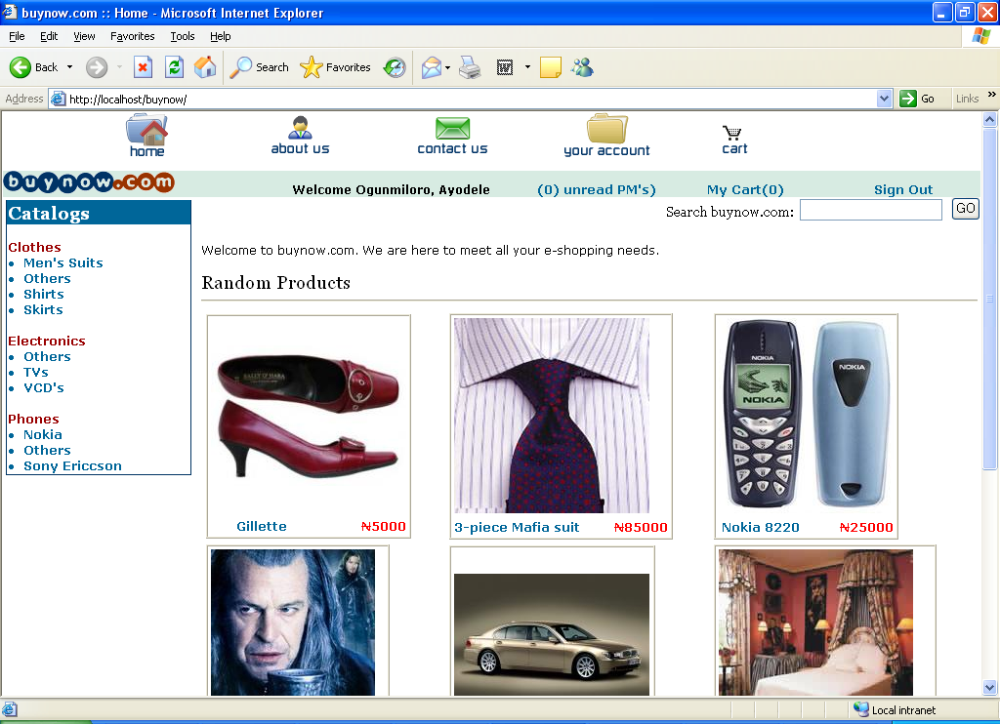 buynow.com :: Home - Microsoft Internet Explorer
File Edit View Favorites Tools Help
Back Search Favorites
Address http://localhost/buynow/ Go Links »
home about us contact us your account cart
buynow.com Welcome Ogunmiloro, Ayodele (0) unread PM's) My Cart(0) Sign Out
Search buynow.com: GO
Catalogs
Clothes
• Men's Suits
• Others
• Shirts
• Skirts
Electronics
• Others
• TVs
• VCD's
Phones
• Nokia
• Others
• Sony Ericcson
Welcome to buynow.com. We are here to meet all your e-shopping needs.
Random Products
NOKIA
NOKIA
NOKIA
Gillette ₦5000
3-piece Mafia suit ₦85000
Nokia 8220 ₦25000
Local intranet